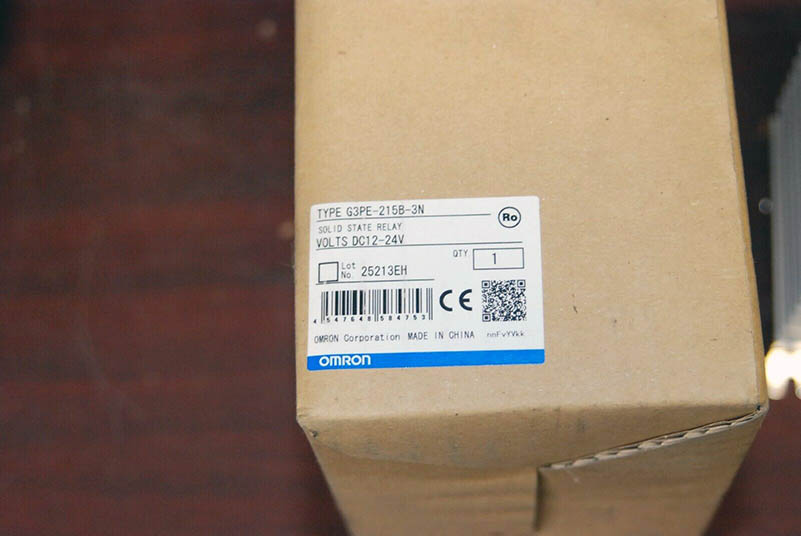 TYPE G3PE-215B-3N
Ro
SOLID STATE RELAY
VOLTS DC12-24V
QTY. 1
Lot No. 25213EH
4 547648 584753
CE
OMRON Corporation MADE IN CHINA
OMRON